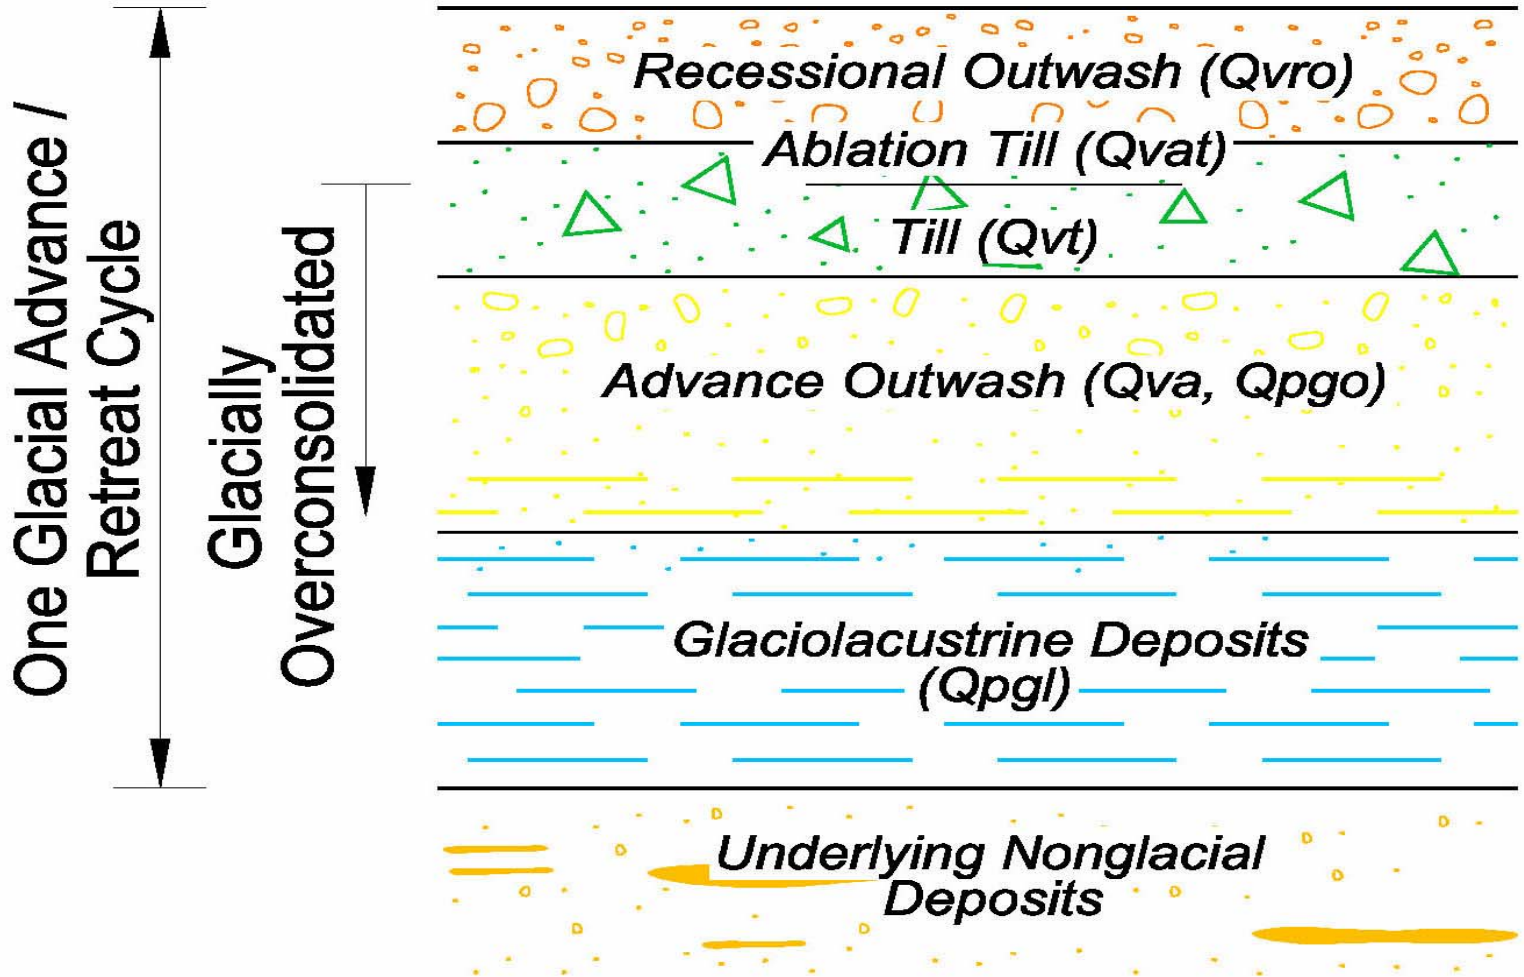 One Glacial Advance /
Retreat Cycle
Glacially
Overconsolidated
Recessional Outwash (Qvro)
Ablation Till (Qvat)
Till (Qvt)
Advance Outwash (Qva, Qpgo)
Glaciolacustrine Deposits
(Qpgl)
Underlying Nonglacial
Deposits